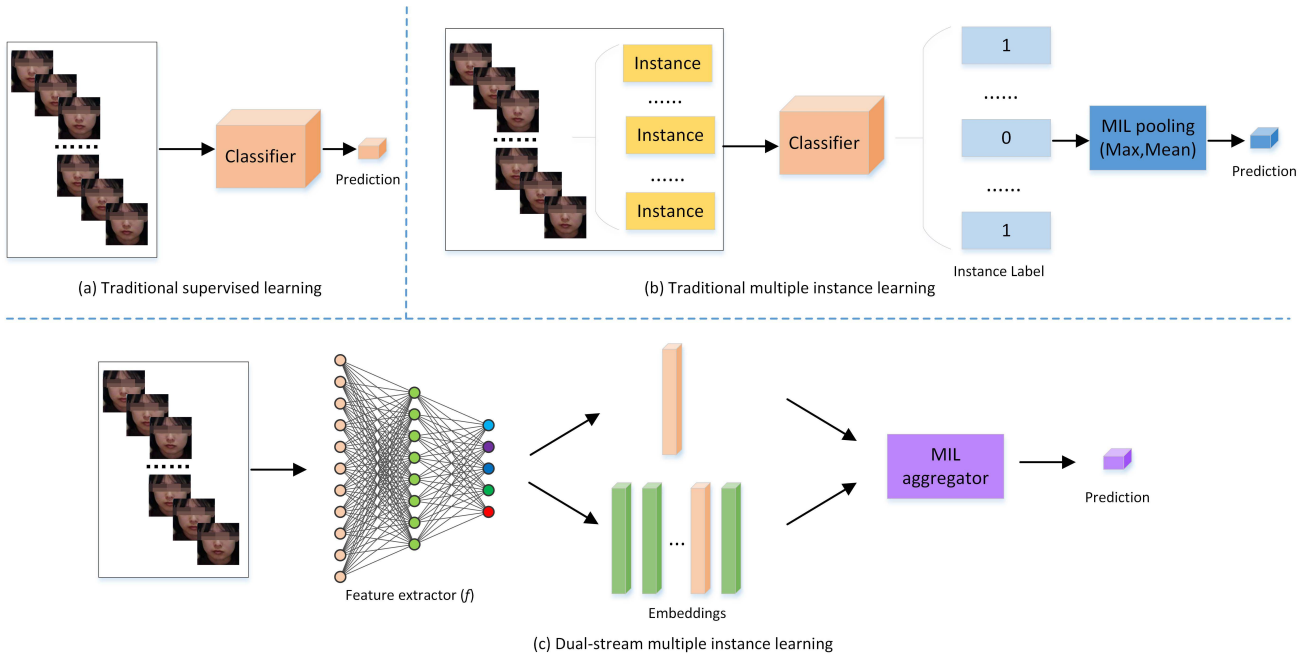 Classifier
Prediction
(a) Traditional supervised learning
Instance
......
Instance
......
Instance
Classifier
1
......
0
......
1
Instance Label
MIL pooling
(Max,Mean)
Prediction
(b) Traditional multiple instance learning
Feature extractor (f)
...
Embeddings
MIL
aggregator
Prediction
(c) Dual-stream multiple instance learning